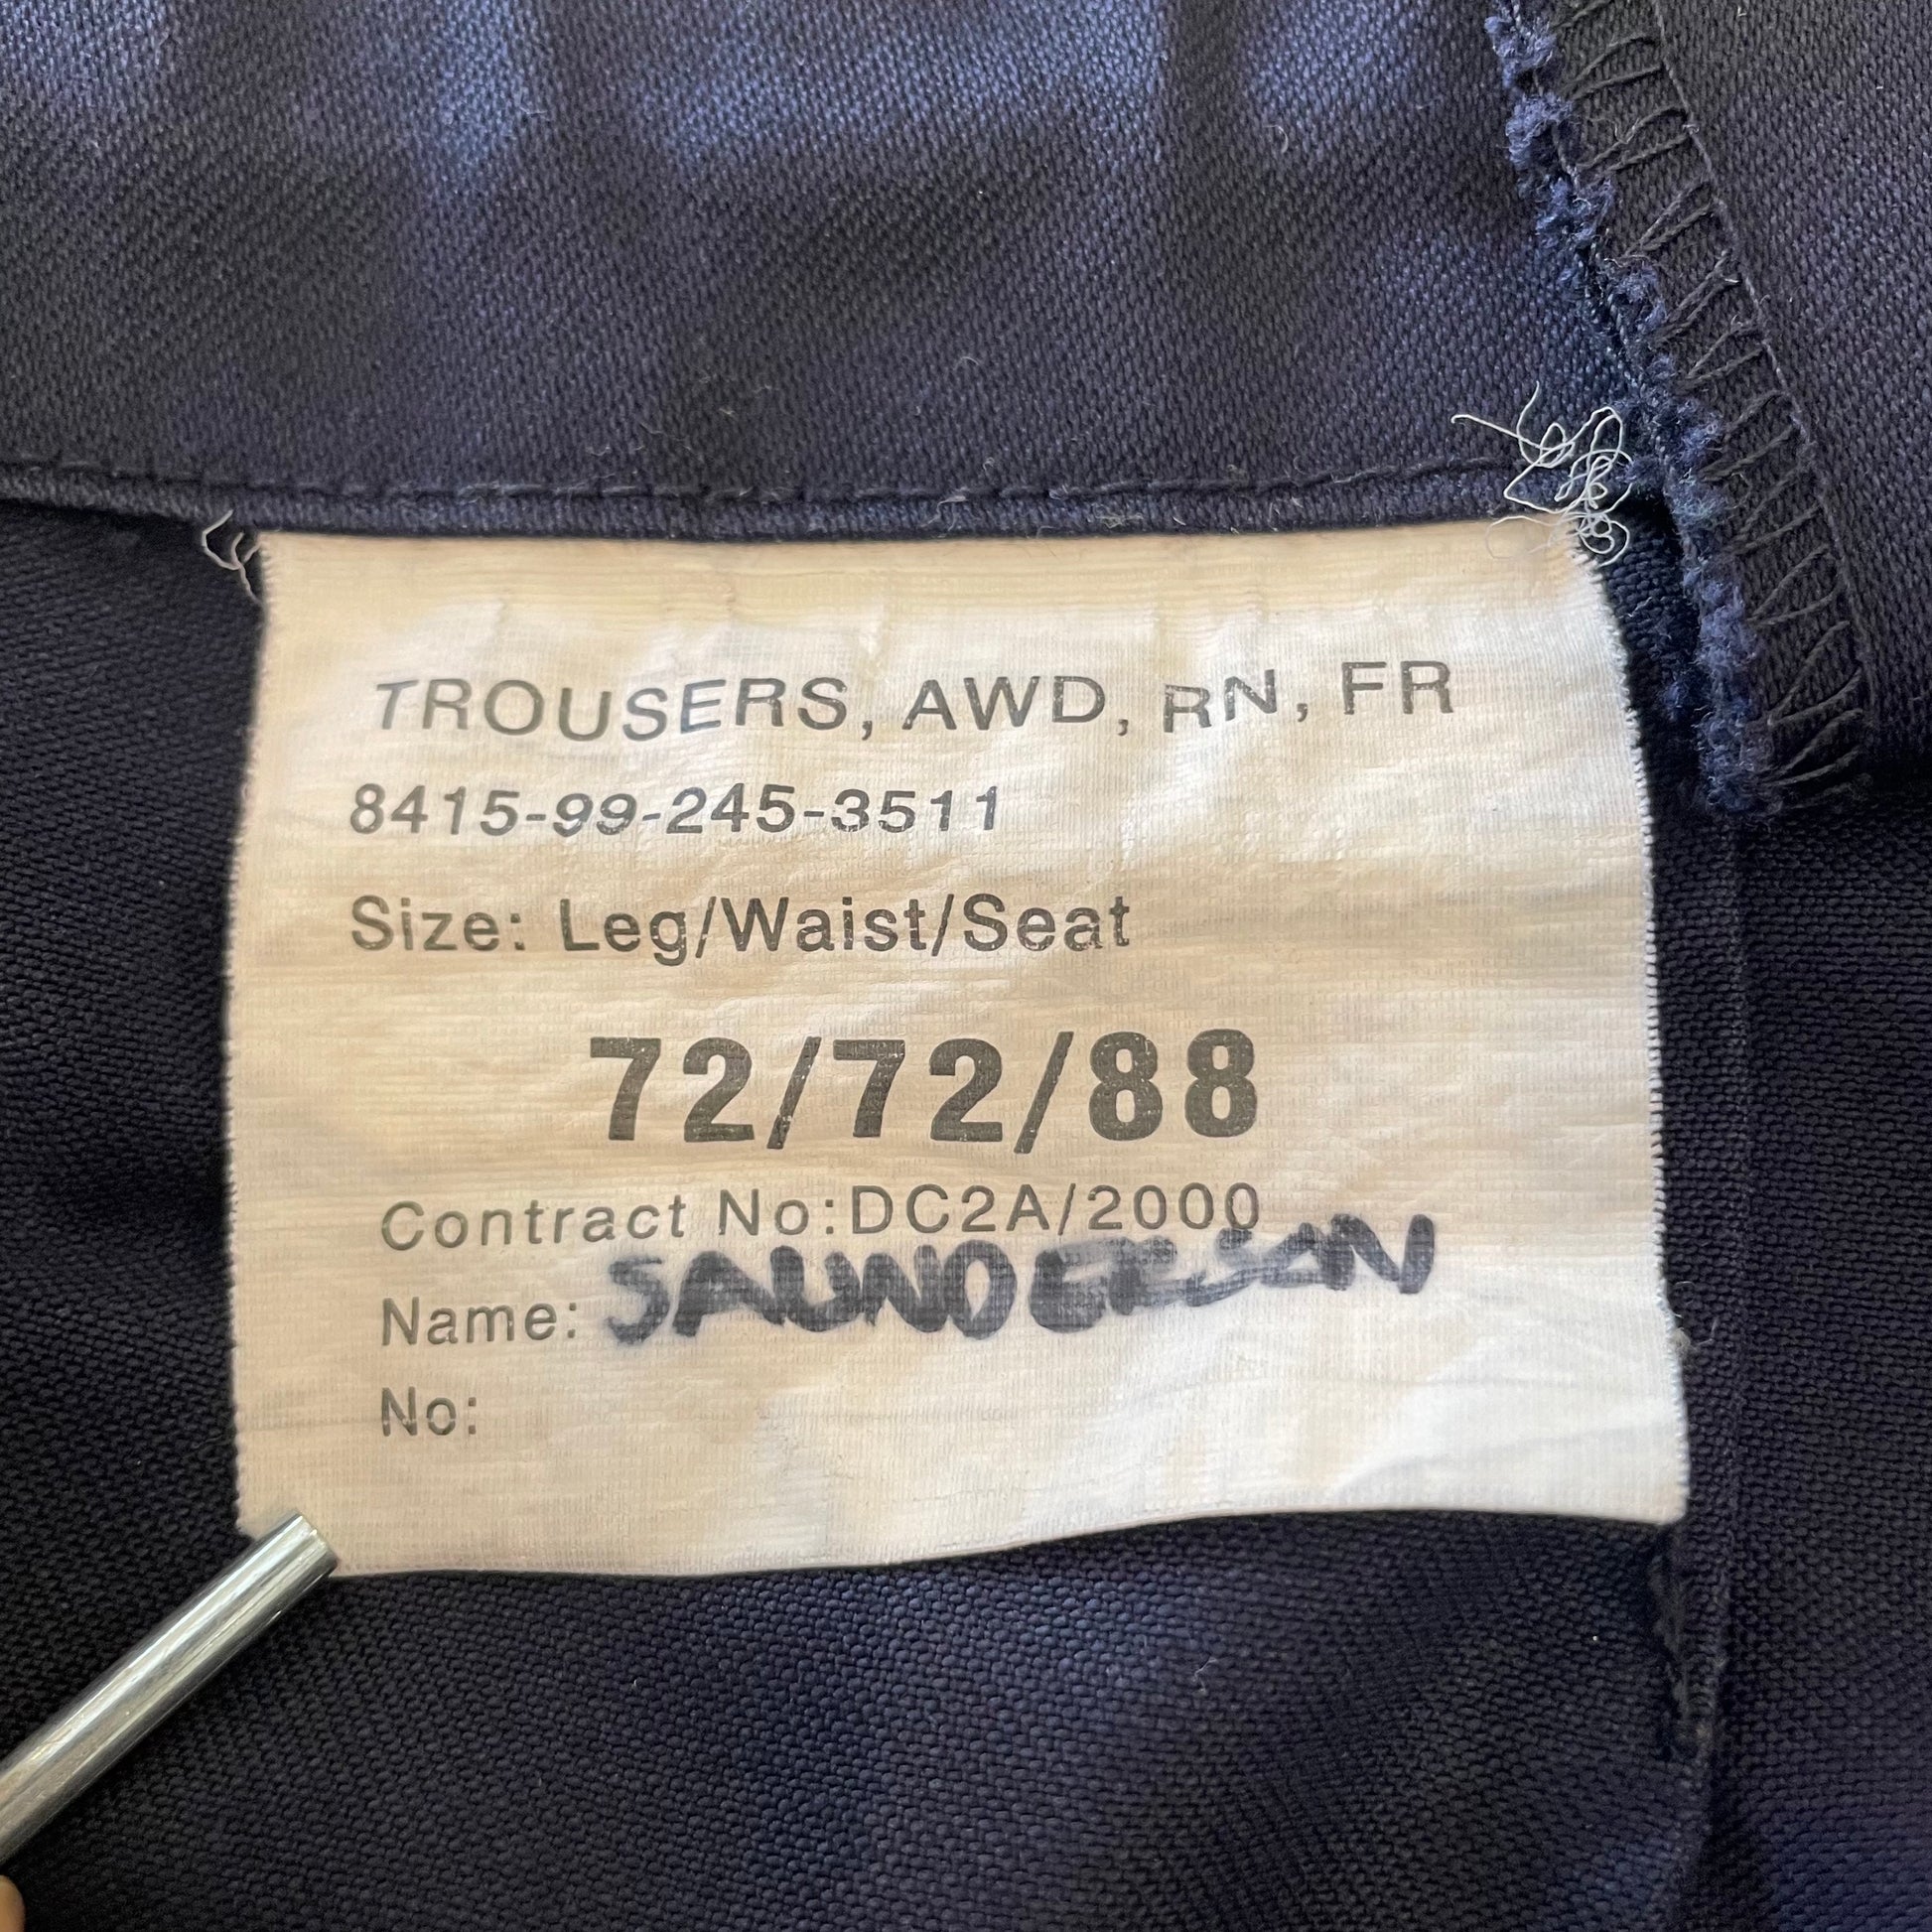 TROUSERS, AWD, RN, FR
8415-99-245-3511
Size: Leg/Waist/Seat
72/72/88
Contract No:DC2A/2000
Name: SAUNDERSON
No: